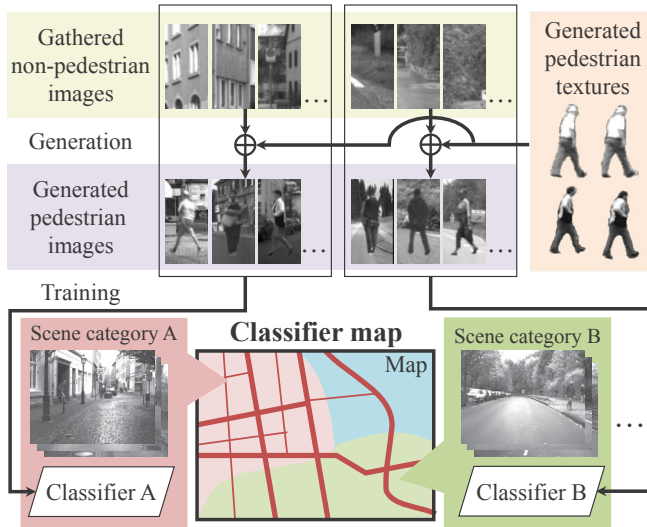 Gathered
non-pedestrian
images
...
...
Generated
pedestrian
textures
Generation
Generated
pedestrian
images
...
...
Training
Scene category A
Classifier map
Scene category B
Map
...
Classifier A
Classifier B